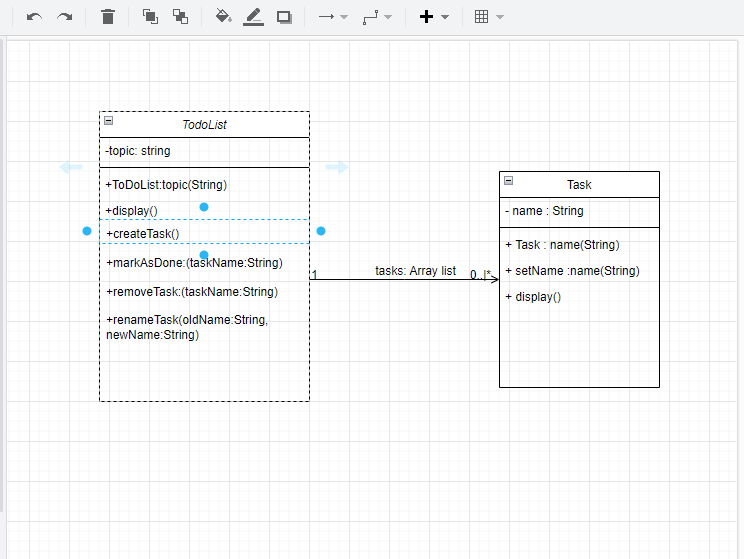 TodoList
-topic: string
+ToDoList:topic(String)
+display()
+createTask()
+markAsDone:(taskName:String)
+removeTask:(taskName:String)
+renameTask(oldName:String,
newName:String)
1
tasks: Array list
0..|*
Task
- name : String
+ Task : name(String)
+ setName :name(String)
+ display()